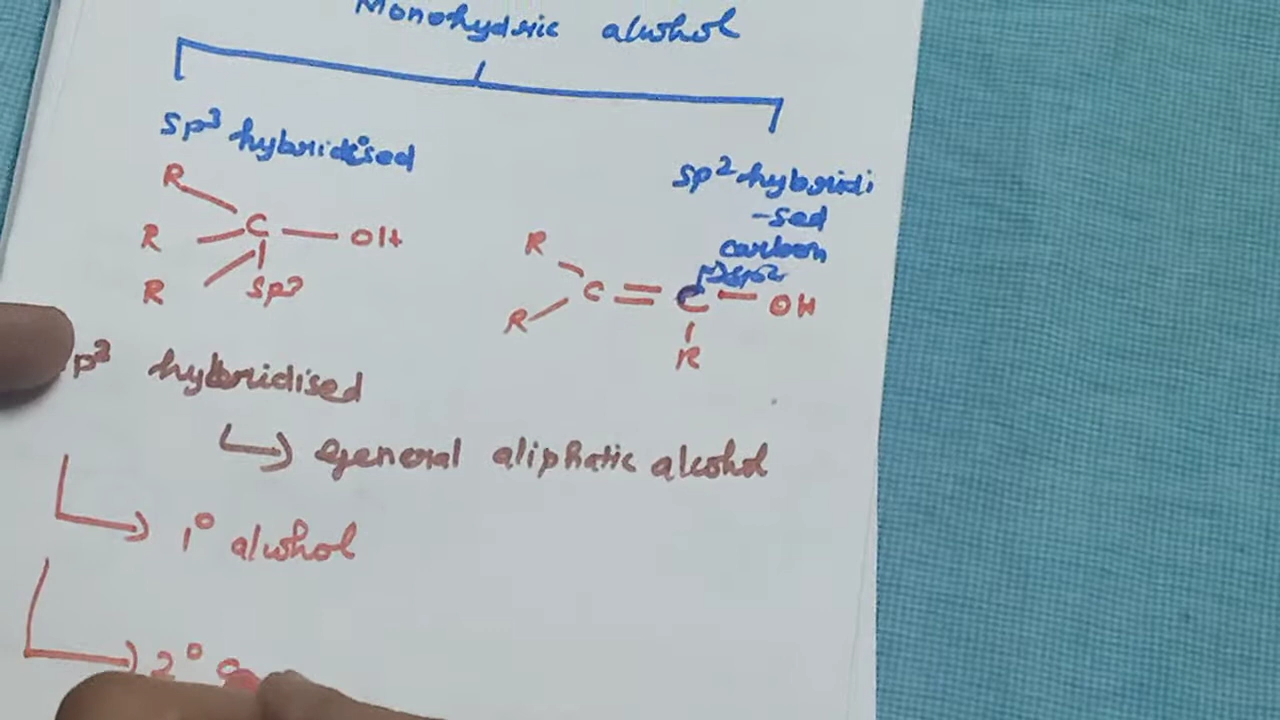 Monohydric alcohol
sp³ hybridised
sp² hybridi
-sed
carbon
sp2
R
R C — OH
R sp³
R
R C = C — OH
R
p³ hybridised
↳ general aliphatic alcohol
↳ 1° alcohol
↳ 2°